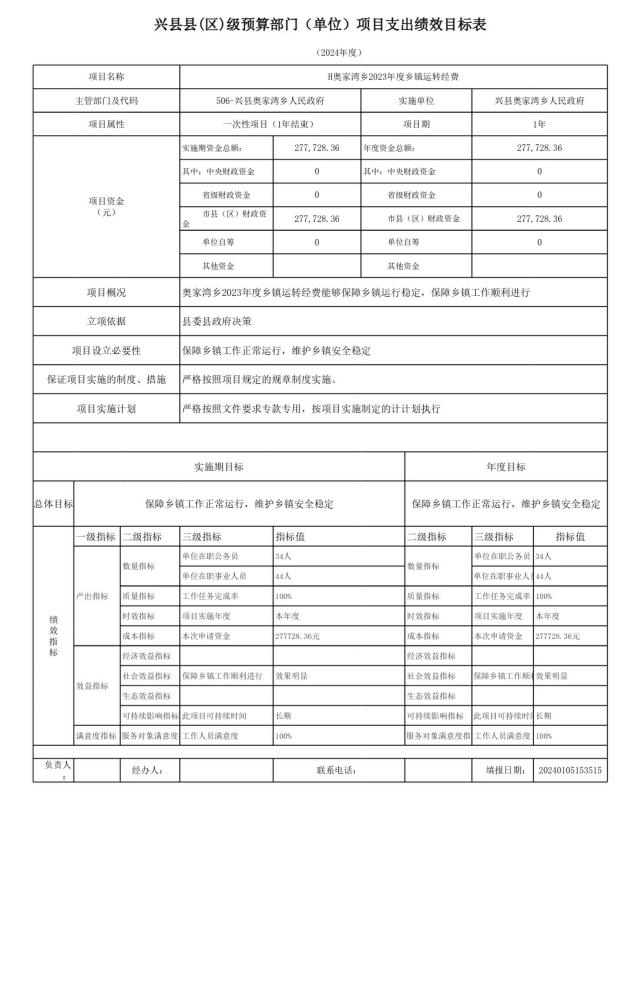 兴县县(区)级预算部门（单位）项目支出绩效目标表
（2024年度）
项目名称 H奥家湾乡2023年度乡镇运转经费
主管部门及代码 506-兴县奥家湾乡人民政府 实施单位 兴县奥家湾乡人民政府
项目属性 一次性项目（1年结束） 项目期 1年
项目资金
（元）
实施期资金总额： 277,728.36 年度资金总额： 277,728.36
其中：中央财政资金 0 其中：中央财政资金 0
省级财政资金 0 省级财政资金 0
市县（区）财政资
金 277,728.36 市县（区）财政资金 277,728.36
单位自筹 0 单位自筹 0
其他资金 其他资金
项目概况 奥家湾乡2023年度乡镇运转经费能够保障乡镇运行稳定，保障乡镇工作顺利进行
立项依据 县委县政府决策
项目设立必要性 保障乡镇工作正常运行，维护乡镇安全稳定
保证项目实施的制度、措施 严格按照项目规定的规章制度实施。
项目实施计划 严格按照文件要求专款专用，按项目实施制定的计计划执行
实施期目标 年度目标
总体目标 保障乡镇工作正常运行，维护乡镇安全稳定 保障乡镇工作正常运行，维护乡镇安全稳定
绩效指标
一级指标 二级指标 三级指标 指标值 二级指标 三级指标 指标值
产出指标 数量指标 单位在职公务员 34人 数量指标 单位在职公务员 34人
单位在职事业人员 44人 单位在职事业人员 44人
质量指标 工作任务完成率 100% 质量指标 工作任务完成率 100%
时效指标 项目实施年度 本年度 时效指标 项目实施年度 本年度
成本指标 本次申请资金 277728.36元 成本指标 本次申请资金 277728.36元
效益指标 经济效益指标 经济效益指标
社会效益指标 保障乡镇工作顺利进行 效果明显 社会效益指标 保障乡镇工作顺 效果明显
生态效益指标 生态效益指标
可持续影响指标 此项目可持续时间 长期 可持续影响指标 此项目可持续时 长期
满意度指标 服务对象满意度 工作人员满意度 100% 服务对象满意度指 工作人员满意度 100%
负责人
： 经办人： 联系电话： 填报日期： 20240105153515